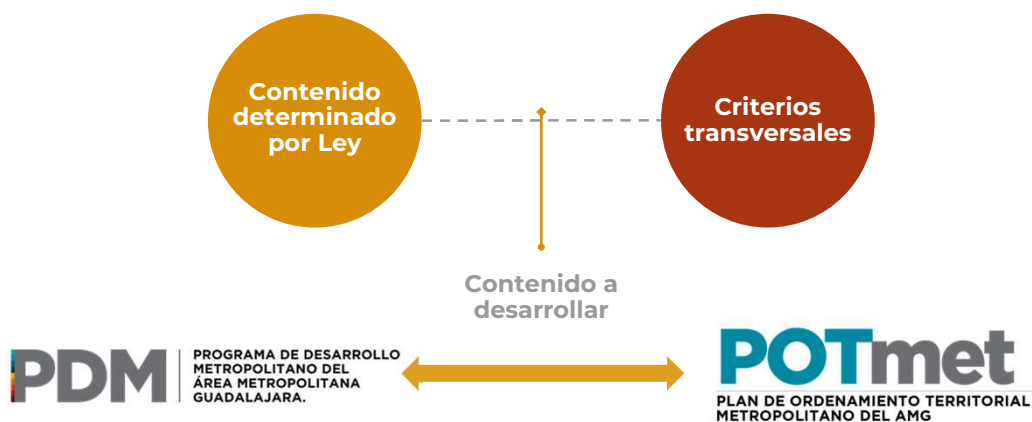 Contenido
determinado
por Ley
Criterios
transversales
Contenido a
desarrollar
PDM
PROGRAMA DE DESARROLLO
METROPOLITANO DEL
ÁREA METROPOLITANA
GUADALAJARA.
POTmet
PLAN DE ORDENAMIENTO TERRITORIAL
METROPOLITANO DEL AMG